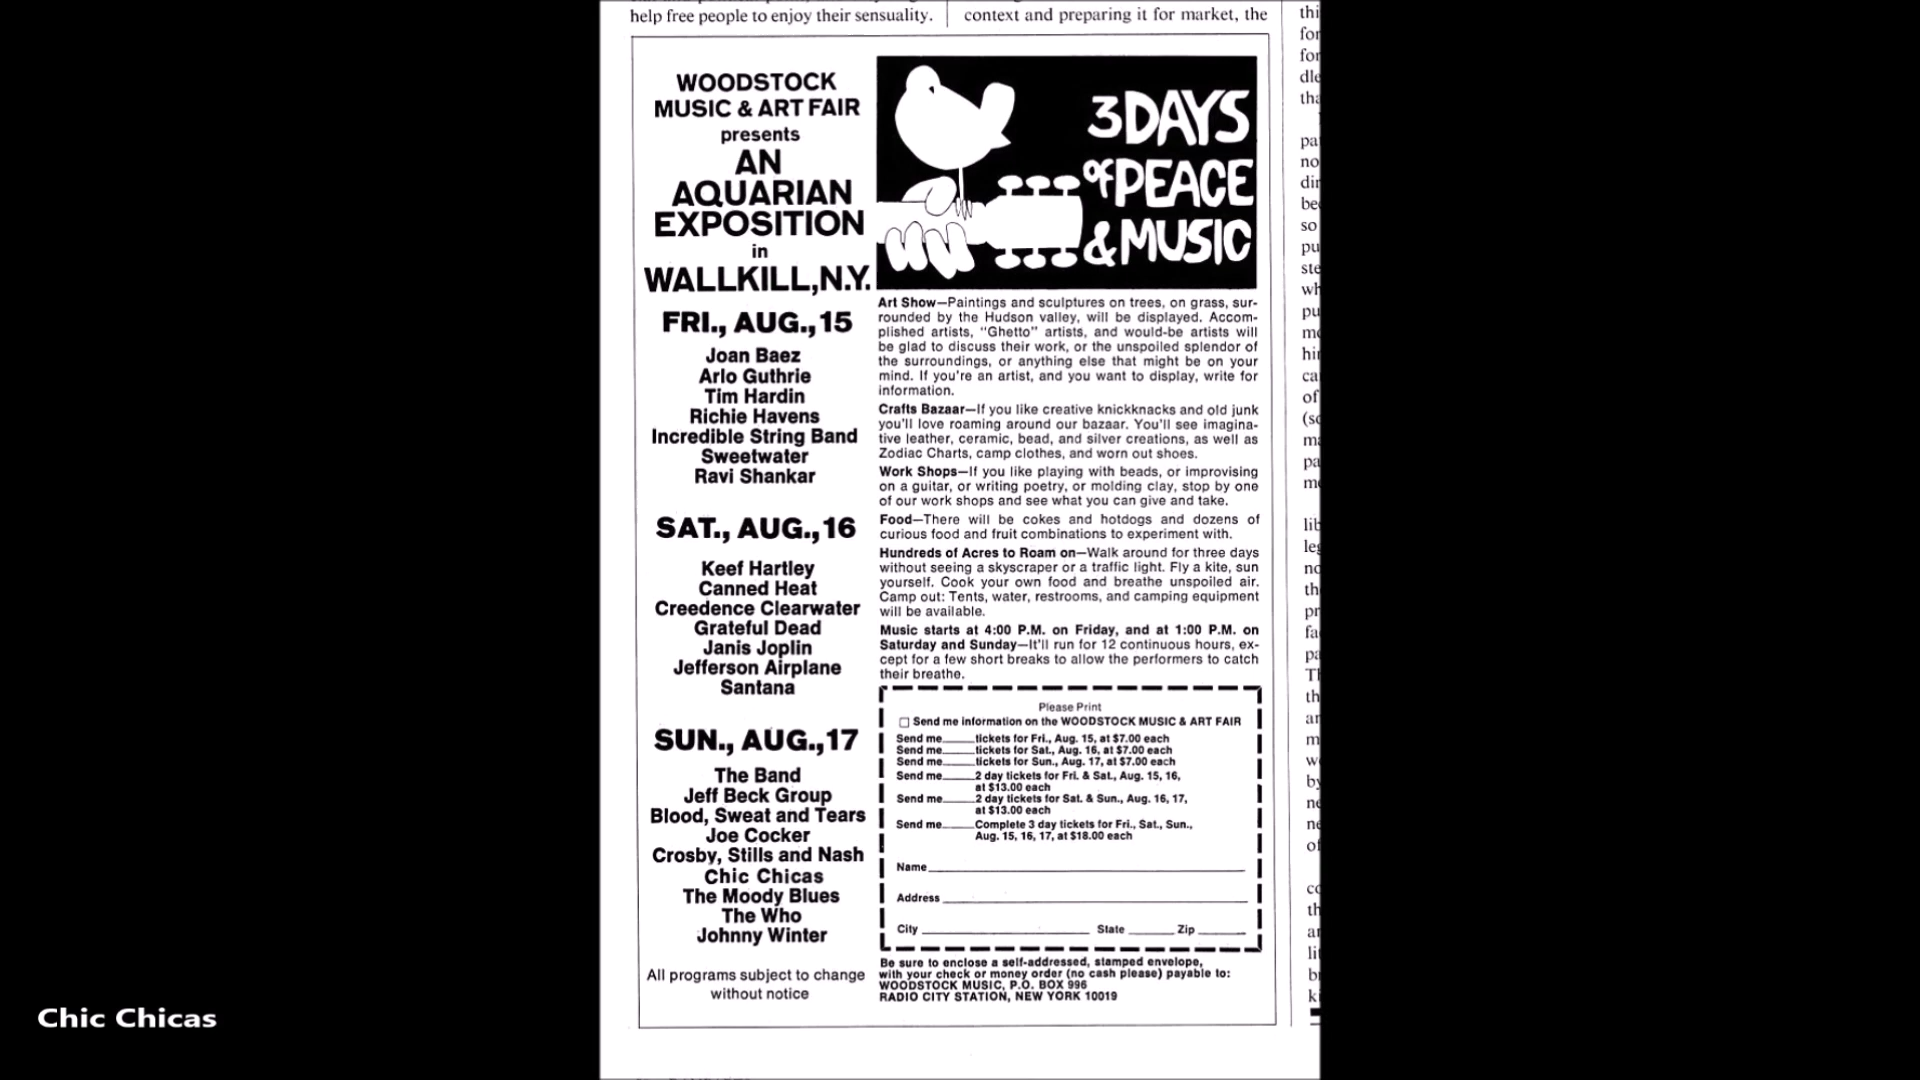 help free people to enjoy their sensuality.
context and preparing it for market, the
WOODSTOCK
MUSIC & ART FAIR
presents
AN
AQUARIAN
EXPOSITION
in
WALLKILL, N.Y.
FRI., AUG., 15
Joan Baez
Arlo Guthrie
Tim Hardin
Richie Havens
Incredible String Band
Sweetwater
Ravi Shankar
SAT., AUG., 16
Keef Hartley
Canned Heat
Creedence Clearwater
Grateful Dead
Janis Joplin
Jefferson Airplane
Santana
SUN., AUG., 17
The Band
Jeff Beck Group
Blood, Sweat and Tears
Joe Cocker
Crosby, Stills and Nash
Chic Chicas
The Moody Blues
The Who
Johnny Winter
All programs subject to change
without notice
3 DAYS
of PEACE
& MUSIC
Art Show—Paintings and sculptures on trees, on grass, sur-
rounded by the Hudson valley, will be displayed. Accom-
plished artists, "Ghetto" artists, and would-be artists will
be glad to discuss their work, or the unspoiled splendor of
the surroundings, or anything else that might be on your
mind. If you're an artist, and you want to display, write for
information.
Crafts Bazaar—If you like creative knickknacks and old junk
you'll love roaming around our bazaar. You'll see imagina-
tive leather, ceramic, bead, and silver creations, as well as
Zodiac Charts, camp clothes, and worn out shoes.
Work Shops—If you like playing with beads, or improvising
on a guitar, or writing poetry, or molding clay, stop by one
of our work shops and see what you can give and take.
Food—There will be cokes and hotdogs and dozens of
curious food and fruit combinations to experiment with.
Hundreds of Acres to Roam on—Walk around for three days
without seeing a skyscraper or a traffic light. Fly a kite, sun
yourself. Cook your own food and breathe unspoiled air.
Camp out: Tents, water, restrooms, and camping equipment
will be available.
Music starts at 4:00 P.M. on Friday, and at 1:00 P.M. on
Saturday and Sunday—It'll run for 12 continuous hours, ex-
cept for a few short breaks to allow the performers to catch
their breathe.
Please Print
Send me information on the WOODSTOCK MUSIC & ART FAIR
Send me____tickets for Fri., Aug. 15, at $7.00 each
Send me____tickets for Sat., Aug. 16, at $7.00 each
Send me____tickets for Sun., Aug. 17, at $7.00 each
Send me____2 day tickets for Fri. & Sat., Aug. 15, 16,
at $13.00 each
Send me____2 day tickets for Sat. & Sun., Aug. 16, 17,
at $13.00 each
Send me____Complete 3 day tickets for Fri., Sat., Sun.,
Aug. 15, 16, 17, at $18.00 each
Name
Address
City State Zip
Be sure to enclose a self-addressed, stamped envelope,
with your check or money order (no cash please) payable to:
WOODSTOCK MUSIC, P.O. BOX 996
RADIO CITY STATION, NEW YORK 10019
Chic Chicas